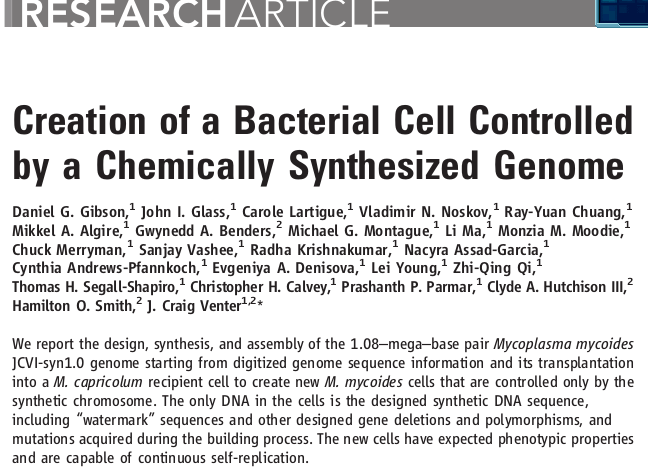 RESEARCH ARTICLE
Creation of a Bacterial Cell Controlled
by a Chemically Synthesized Genome
Daniel G. Gibson,¹ John I. Glass,¹ Carole Lartigue,¹ Vladimir N. Noskov,¹ Ray-Yuan Chuang,¹
Mikkel A. Algire,¹ Gwynedd A. Benders,² Michael G. Montague,¹ Li Ma,¹ Monzia M. Moodie,¹
Chuck Merryman,¹ Sanjay Vashee,¹ Radha Krishnakumar,¹ Nacyra Assad-Garcia,¹
Cynthia Andrews-Pfannkoch,¹ Evgeniya A. Denisova,¹ Lei Young,¹ Zhi-Qing Qi,¹
Thomas H. Segall-Shapiro,¹ Christopher H. Calvey,¹ Prashanth P. Parmar,¹ Clyde A. Hutchison III,²
Hamilton O. Smith,² J. Craig Venter¹,²*
We report the design, synthesis, and assembly of the 1.08–mega–base pair Mycoplasma mycoides
JCVI-syn1.0 genome starting from digitized genome sequence information and its transplantation
into a M. capricolum recipient cell to create new M. mycoides cells that are controlled only by the
synthetic chromosome. The only DNA in the cells is the designed synthetic DNA sequence,
including “watermark” sequences and other designed gene deletions and polymorphisms, and
mutations acquired during the building process. The new cells have expected phenotypic properties
and are capable of continuous self-replication.